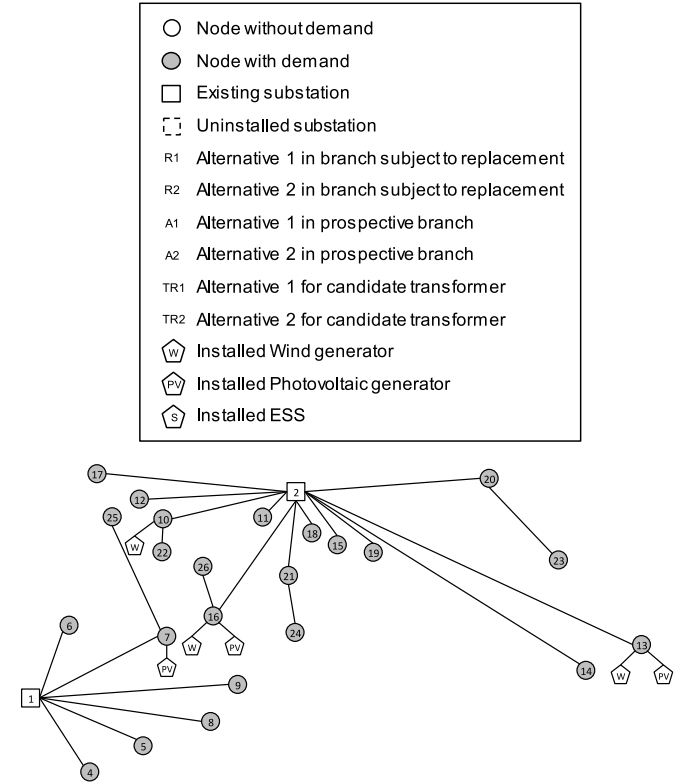 Node without demand
Node with demand
Existing substation
Uninstalled substation
R1 Alternative 1 in branch subject to replacement
R2 Alternative 2 in branch subject to replacement
A1 Alternative 1 in prospective branch
A2 Alternative 2 in prospective branch
TR1 Alternative 1 for candidate transformer
TR2 Alternative 2 for candidate transformer
W Installed Wind generator
PV Installed Photovoltaic generator
S Installed ESS
17
20
2
12
25
10
11
18
W
22
15
19
23
26
21
16
6
24
7
W
PV
13
PV
14
W
PV
9
1
8
5
4